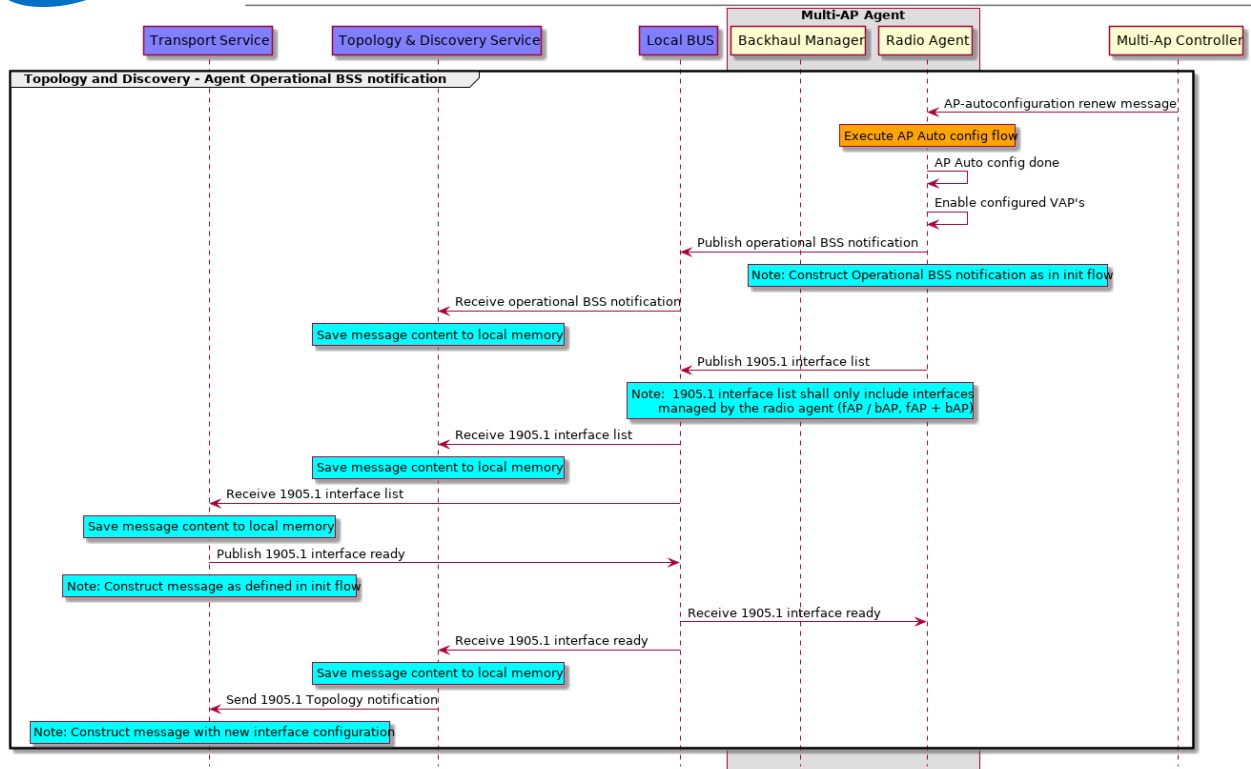 Multi-AP Agent
Transport Service
Topology & Discovery Service
Local BUS
Backhaul Manager
Radio Agent
Multi-Ap Controller
Topology and Discovery - Agent Operational BSS notification
AP-autoconfiguration renew message
Execute AP Auto config flow
AP Auto config done
Enable configured VAP's
Publish operational BSS notification
Note: Construct Operational BSS notification as in init flow
Receive operational BSS notification
Save message content to local memory
Publish 1905.1 interface list
Note:  1905.1 interface list shall only include interfaces
managed by the radio agent (fAP / bAP, fAP + bAP)
Receive 1905.1 interface list
Save message content to local memory
Receive 1905.1 interface list
Save message content to local memory
Publish 1905.1 interface ready
Note: Construct message as defined in init flow
Receive 1905.1 interface ready
Receive 1905.1 interface ready
Save message content to local memory
Send 1905.1 Topology notification
Note: Construct message with new interface configuration